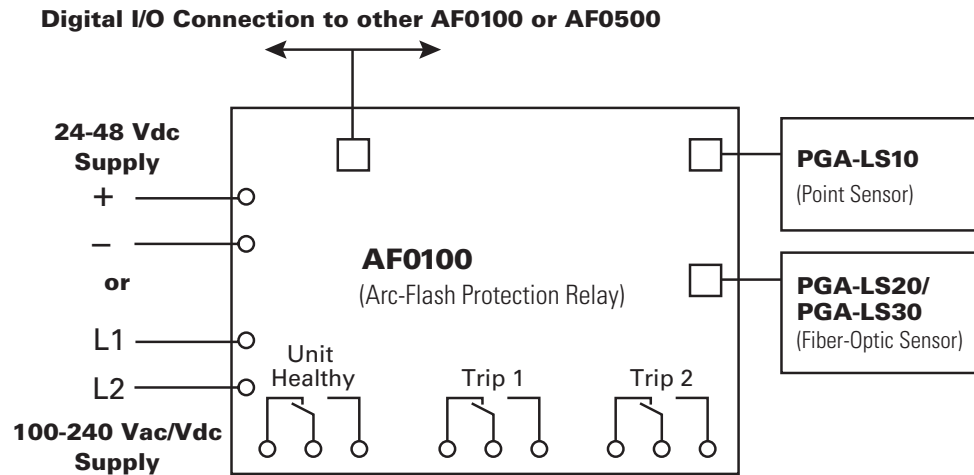 Digital I/O Connection to other AF0100 or AF0500
24-48 Vdc
Supply
+
–
or
L1
L2
100-240 Vac/Vdc
Supply
AF0100
(Arc-Flash Protection Relay)
Unit
Healthy
Trip 1
Trip 2
PGA-LS10
(Point Sensor)
PGA-LS20/
PGA-LS30
(Fiber-Optic Sensor)